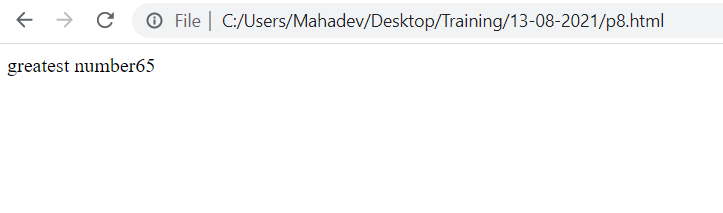 File | C:/Users/Mahadev/Desktop/Training/13-08-2021/p8.html
greatest number65